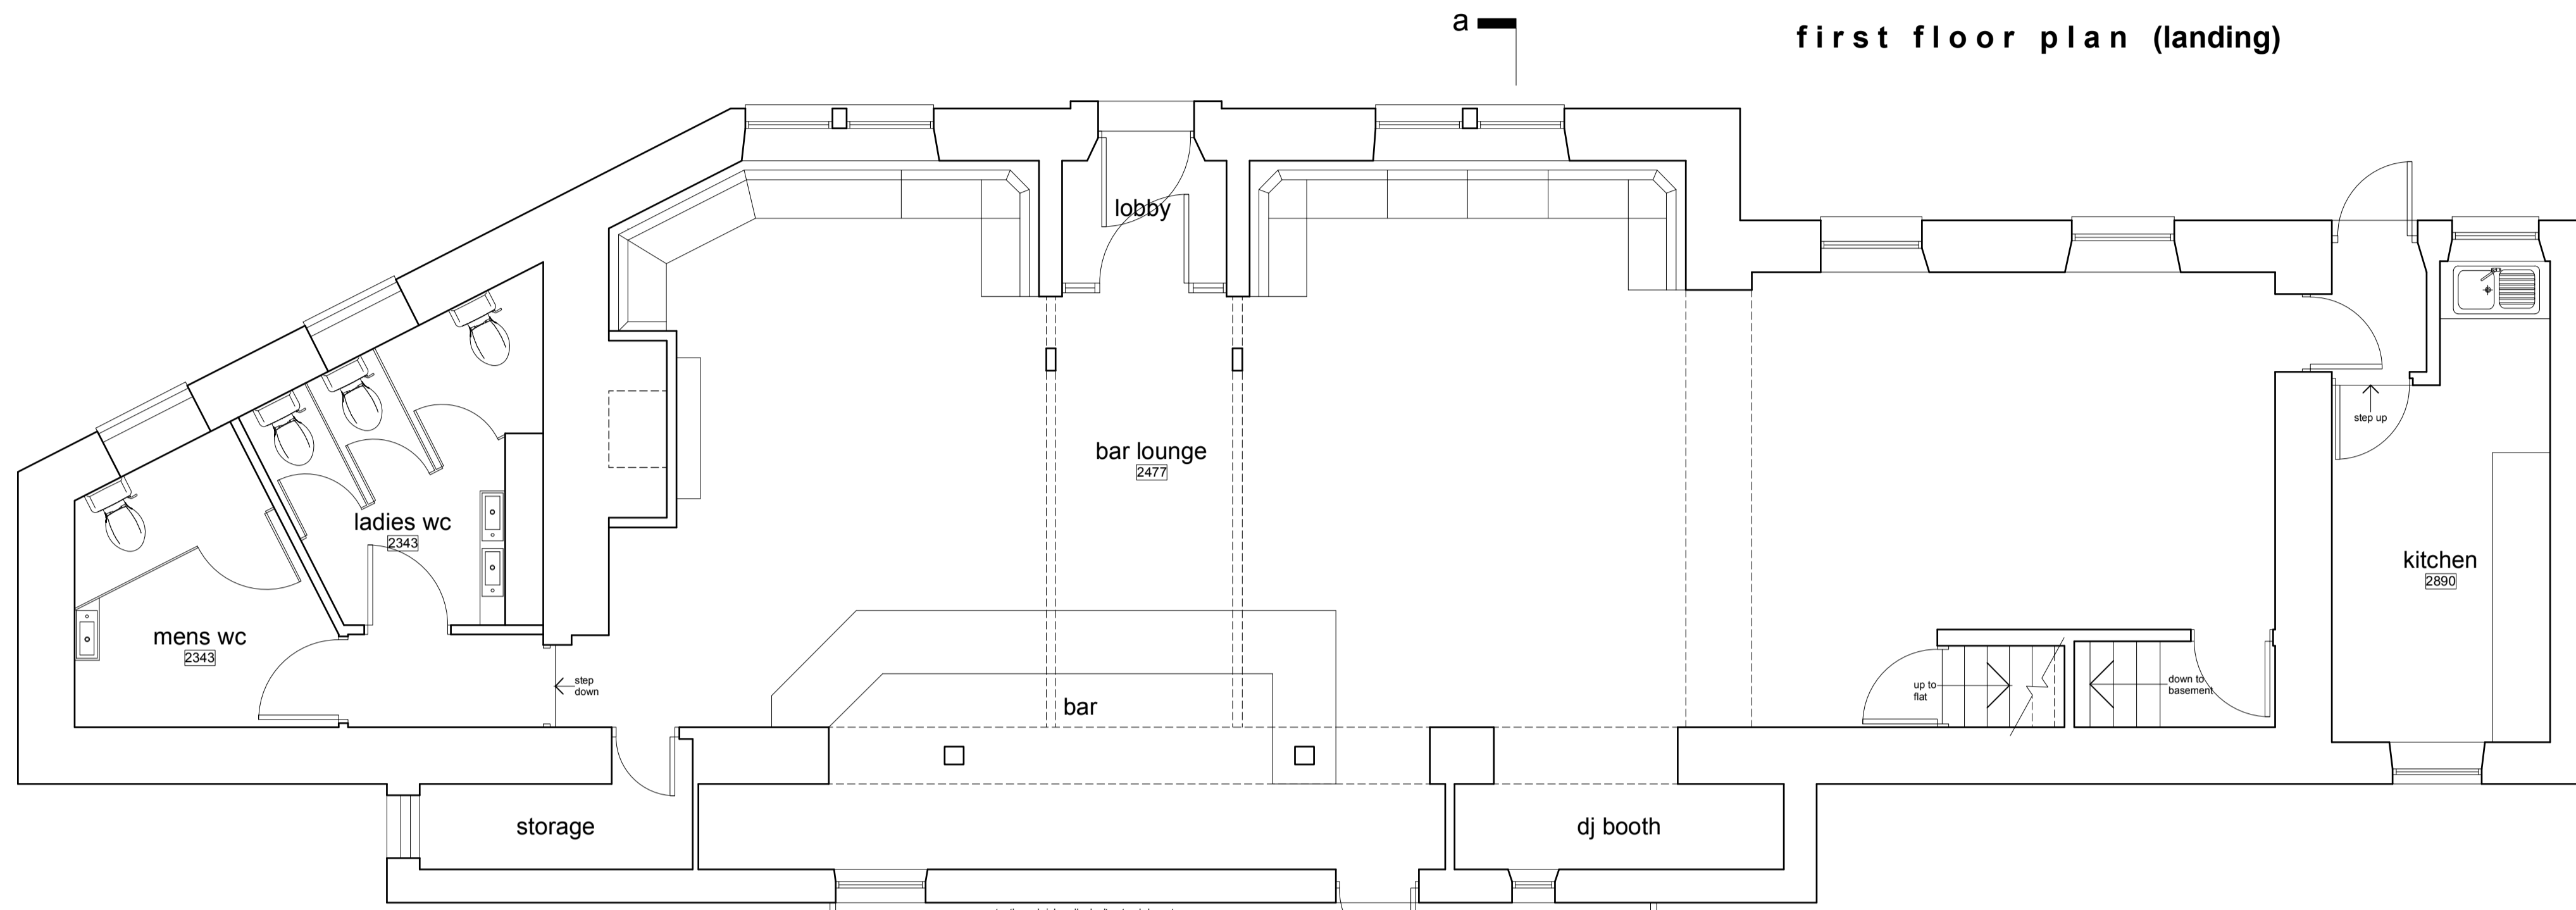 a
first floor plan (landing)
lobby
bar lounge
2477
step up
ladies wc
2343
kitchen
2890
mens wc
2343
step
down
up to
flat
down to
basement
bar
storage
dj booth